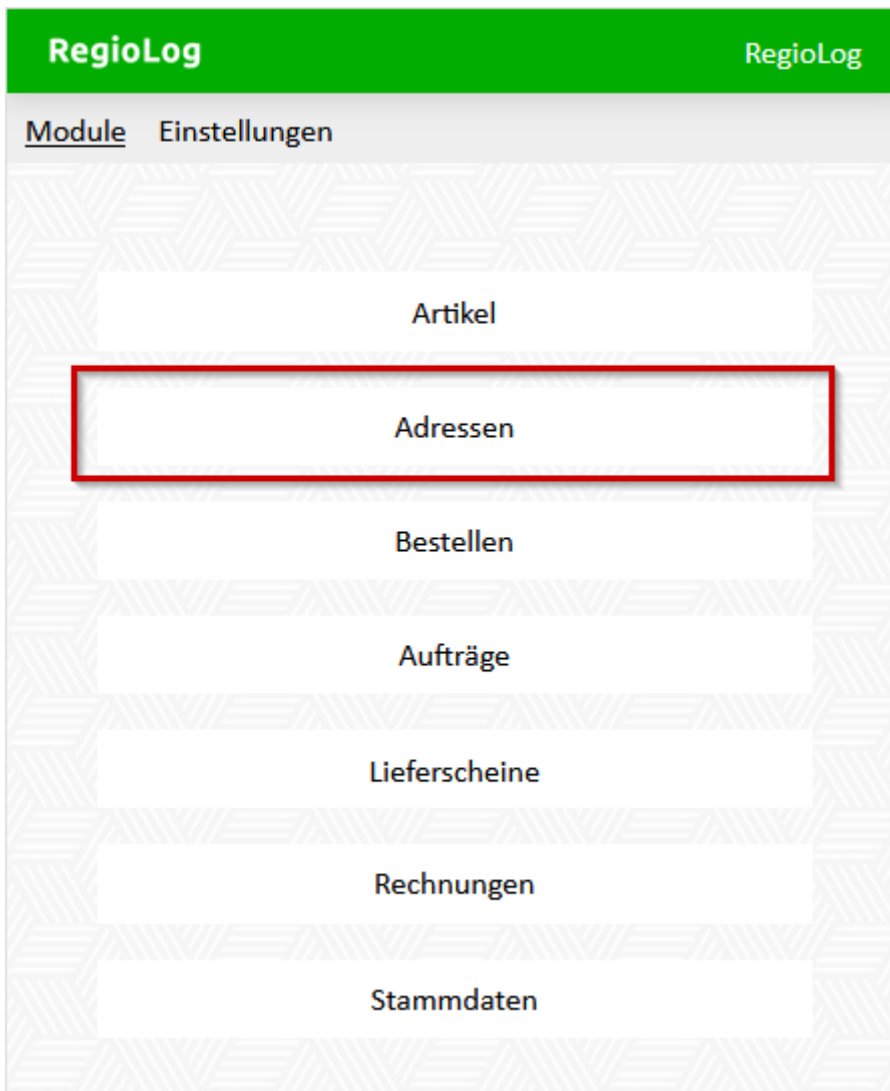 RegioLog RegioLog
Module Einstellungen
Artikel
Adressen
Bestellen
Aufträge
Lieferscheine
Rechnungen
Stammdaten